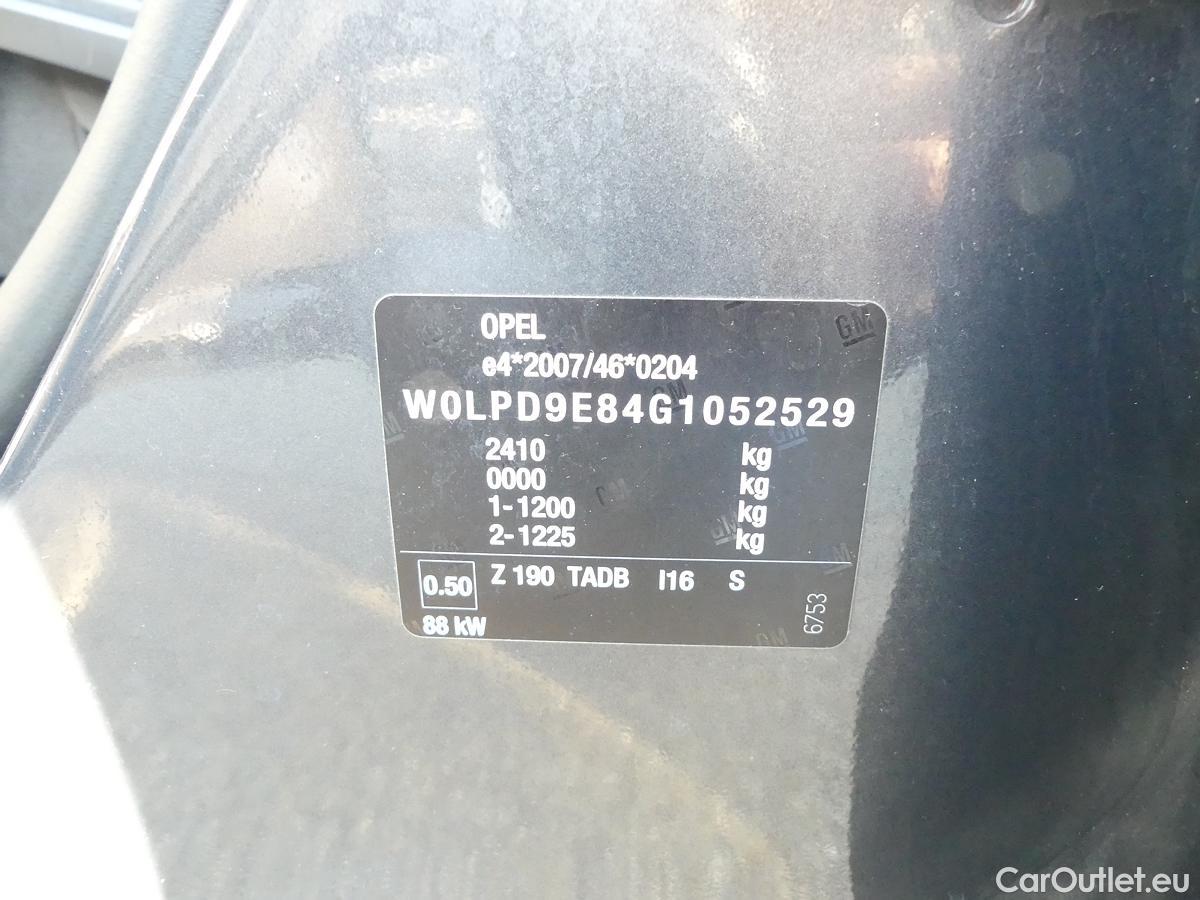 OPEL
e4*2007/46*0204
W0LPD9E84G1052529
2410 kg
0000 kg
1-1200 kg
2-1225 kg
0.50 Z 190 TADB I16 S
88 kW
6753
GM
CarOutlet.eu